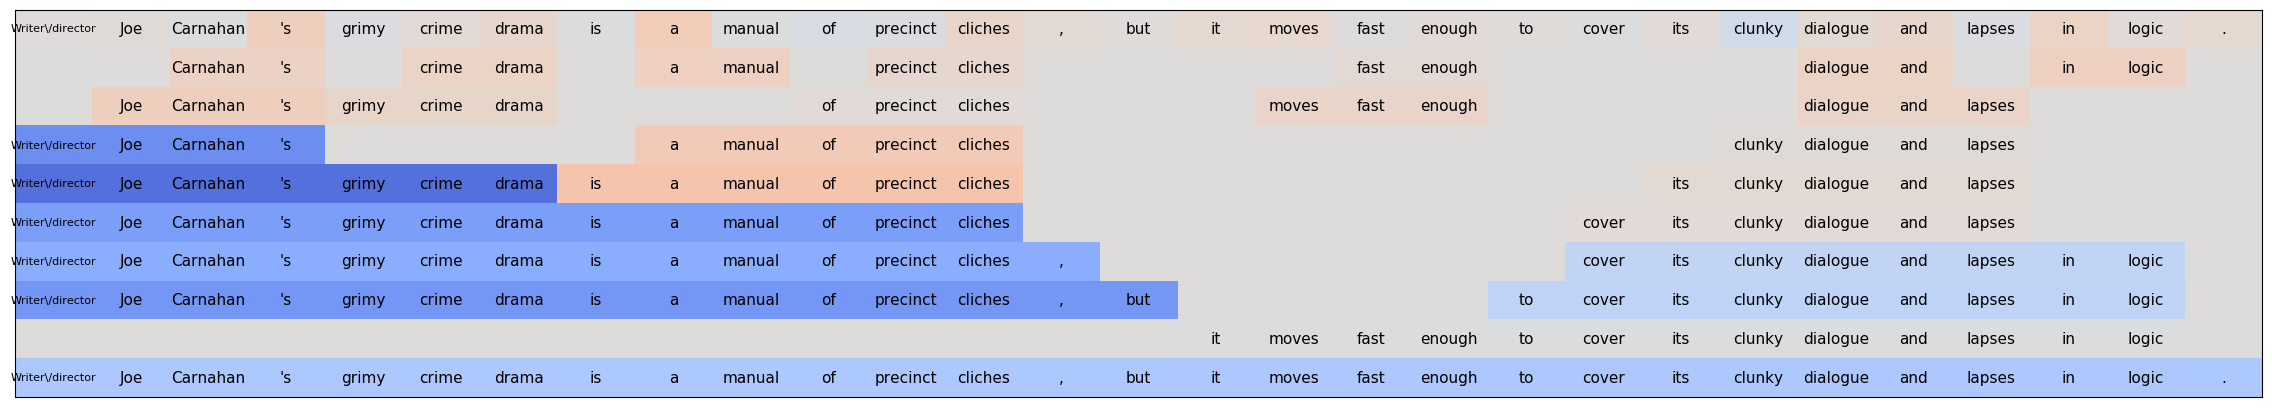 Writer\/director Joe Carnahan 's grimy crime drama is a manual of precinct cliches , but it moves fast enough to cover its clunky dialogue and lapses in logic .
Carnahan 's crime drama a manual precinct cliches fast enough dialogue and in logic
Joe Carnahan 's grimy crime drama of precinct cliches moves fast enough dialogue and lapses
Writer\/director Joe Carnahan 's a manual of precinct cliches clunky dialogue and lapses
Writer\/director Joe Carnahan 's grimy crime drama is a manual of precinct cliches its clunky dialogue and lapses
Writer\/director Joe Carnahan 's grimy crime drama is a manual of precinct cliches cover its clunky dialogue and lapses
Writer\/director Joe Carnahan 's grimy crime drama is a manual of precinct cliches , cover its clunky dialogue and lapses in logic
Writer\/director Joe Carnahan 's grimy crime drama is a manual of precinct cliches , but to cover its clunky dialogue and lapses in logic
it moves fast enough to cover its clunky dialogue and lapses in logic
Writer\/director Joe Carnahan 's grimy crime drama is a manual of precinct cliches , but it moves fast enough to cover its clunky dialogue and lapses in logic .